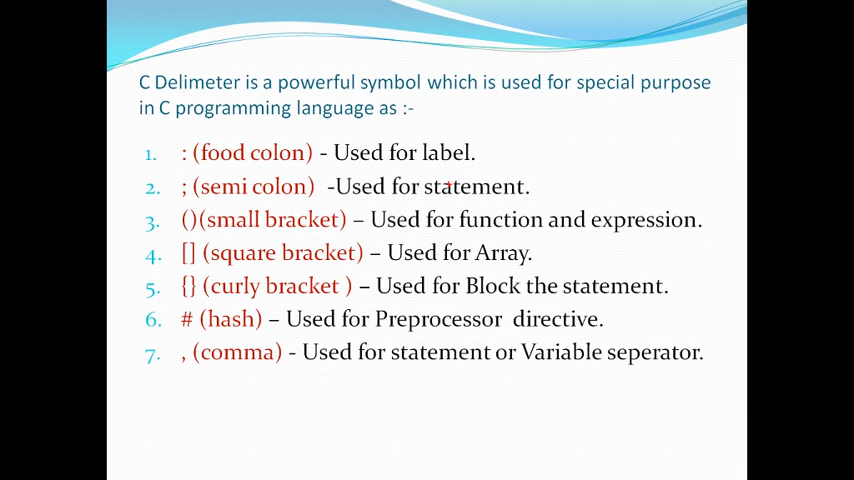 C Delimeter is a powerful symbol which is used for special purpose
in C programming language as :-
1. : (food colon) - Used for label.
2. ; (semi colon) -Used for statement.
3. ()(small bracket) – Used for function and expression.
4. [] (square bracket) – Used for Array.
5. {} (curly bracket ) – Used for Block the statement.
6. # (hash) – Used for Preprocessor directive.
7. , (comma) - Used for statement or Variable seperator.